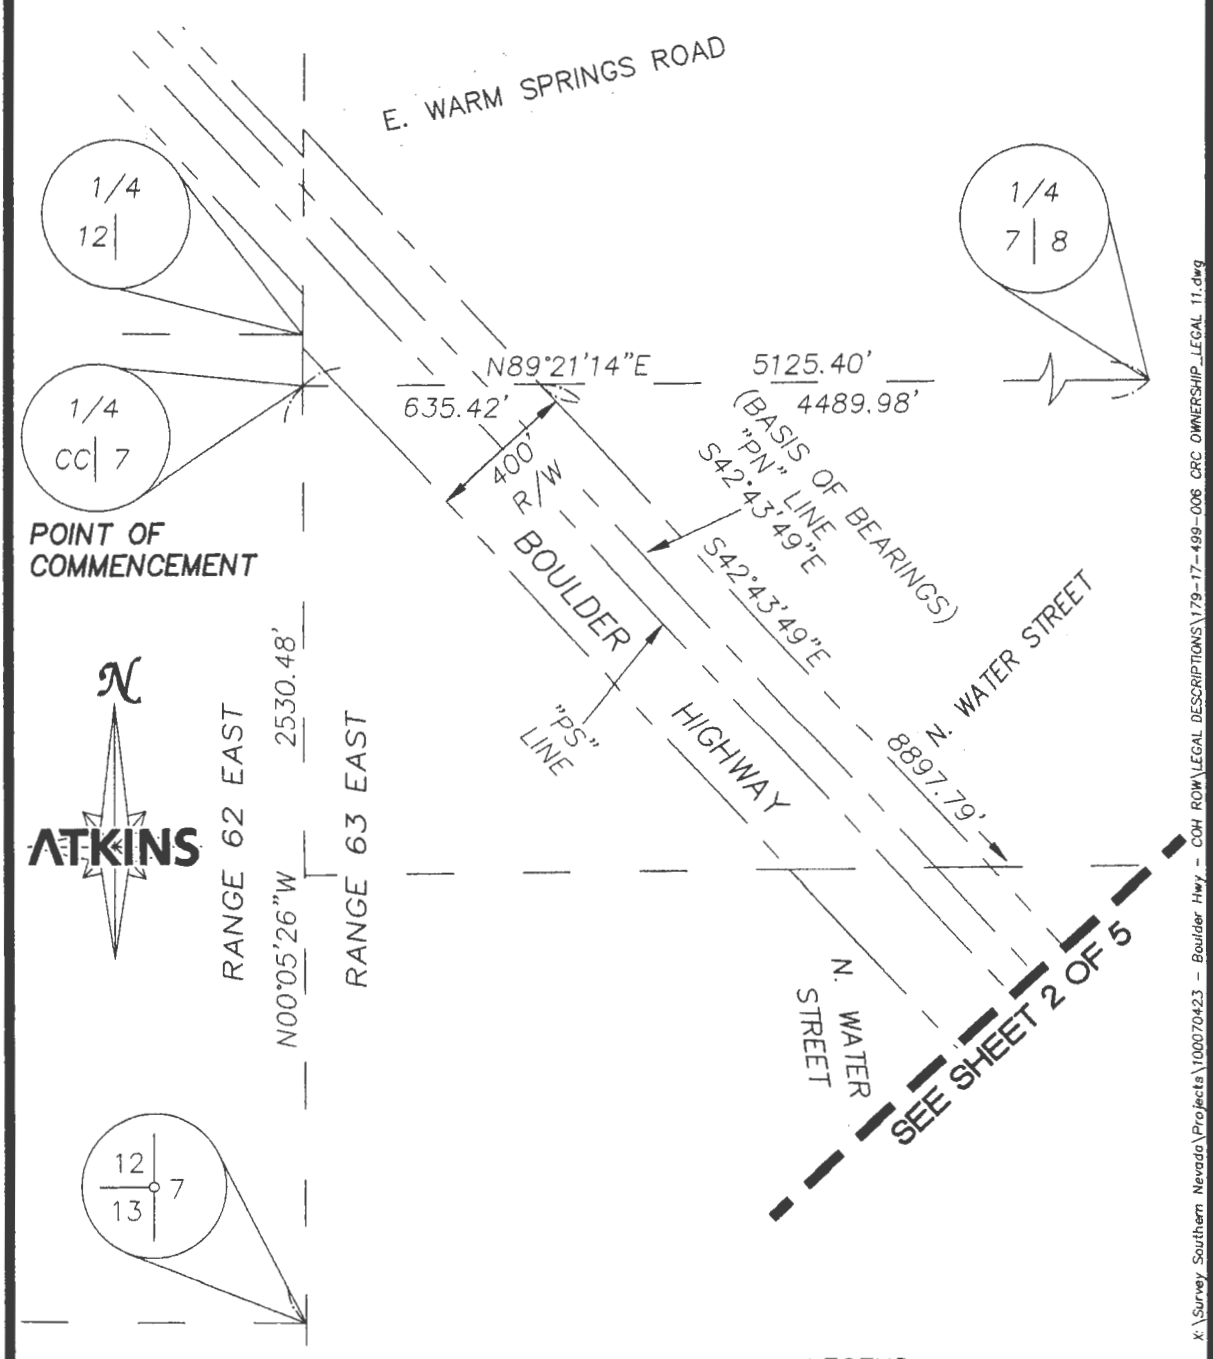 E. WARM SPRINGS ROAD
1/4
12
1/4
7 8
N89°21'14"E
5125.40'
635.42'
4489.98'
1/4
CC 7
POINT OF
COMMENCEMENT
400'
R/W
(BASIS OF BEARINGS)
"PN" LINE
S42°43'49"E
S42°43'49"E
BOULDER
HIGHWAY
"PS"
LINE
N. WATER STREET
8897.79'
N
ATKINS
RANGE 62 EAST
N00°05'26"W 2530.48'
RANGE 63 EAST
N. WATER
STREET
SEE SHEET 2 OF 5
12
7
13
X:\Survey Southern Nevada\Projects\100070423 - Boulder Hwy - COH ROW\LEGAL DESCRIPTIONS\179-17-499-006 CRC OWNERSHIP_LEGAL 11.dwg